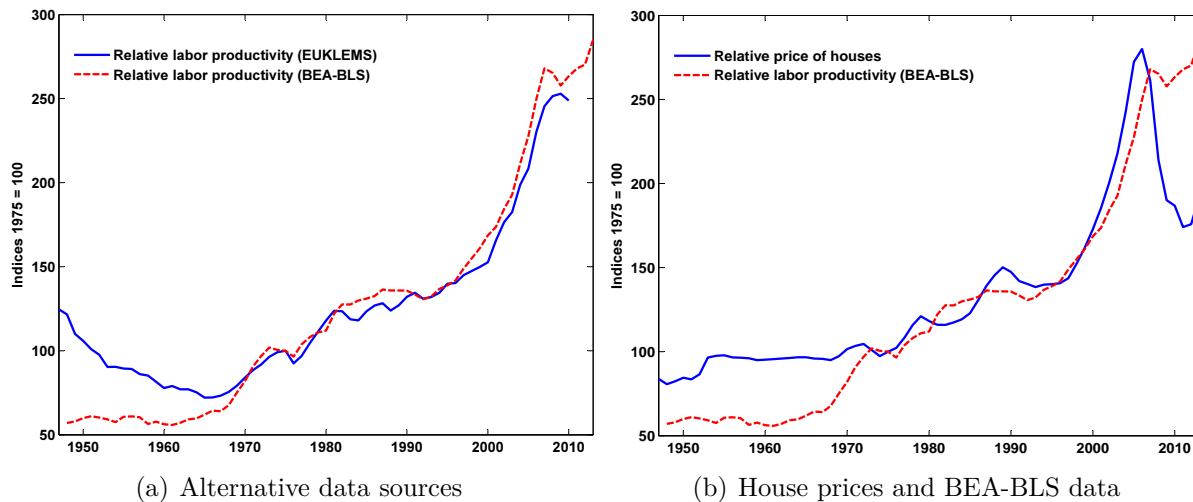 300
250
200
150
100
50
Indices 1975 = 100
Relative labor productivity (EUKLEMS)
Relative labor productivity (BEA-BLS)
1950 1960 1970 1980 1990 2000 2010
(a) Alternative data sources
300
250
200
150
100
50
Indices 1975 = 100
Relative price of houses
Relative labor productivity (BEA-BLS)
1950 1960 1970 1980 1990 2000 2010
(b) House prices and BEA-BLS data